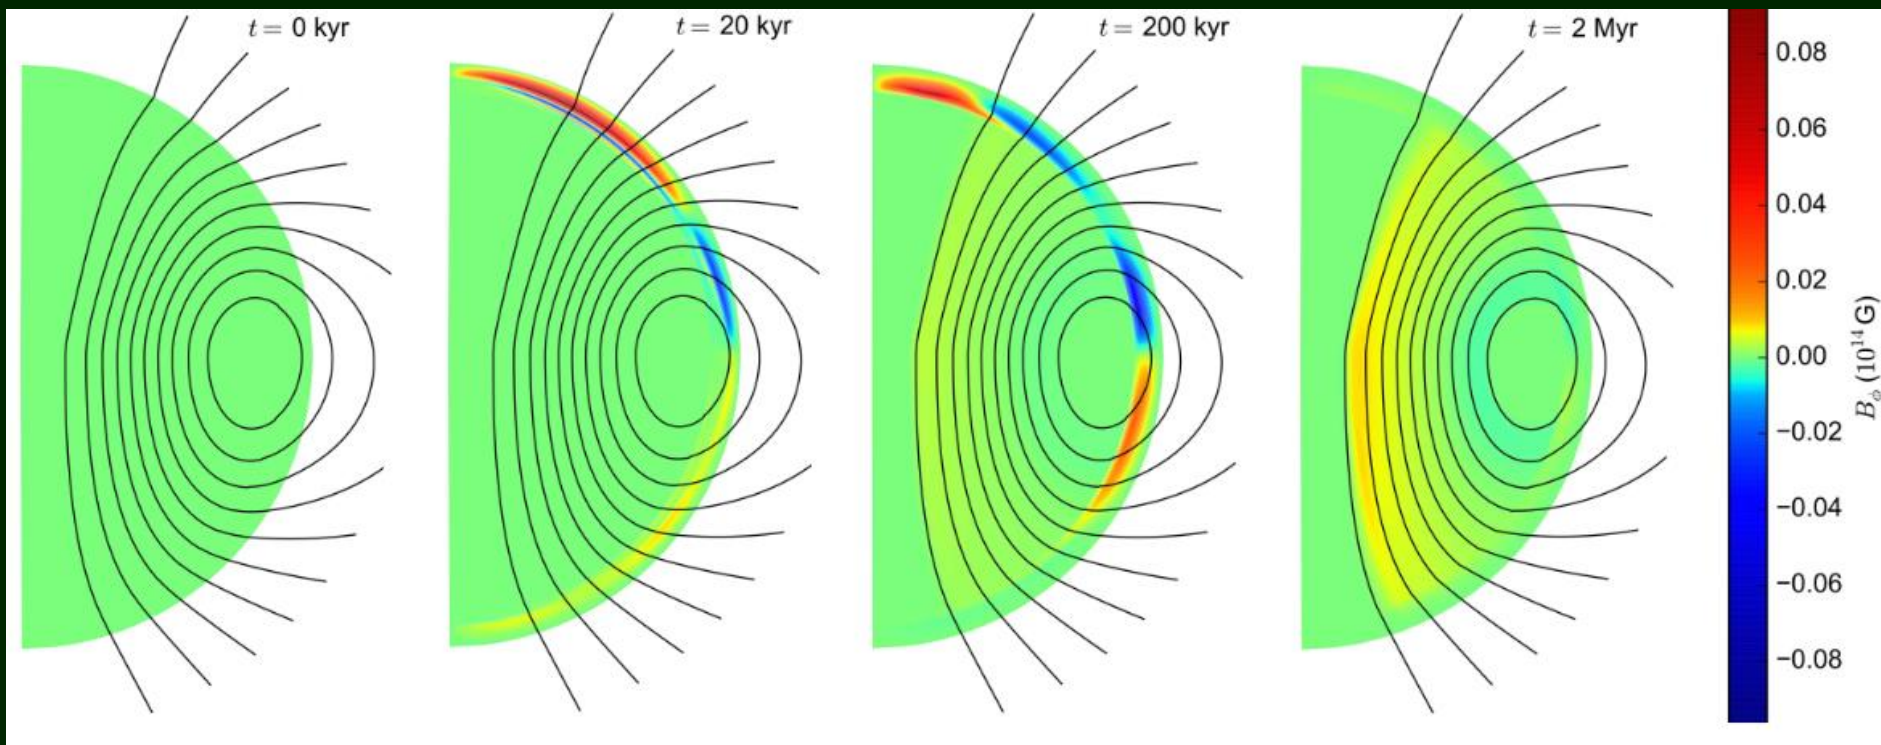 t = 0 kyr
t = 20 kyr
t = 200 kyr
t = 2 Myr
0.08
0.06
0.04
0.02
0.00
−0.02
−0.04
−0.06
−0.08
B_ϕ (10^14 G)